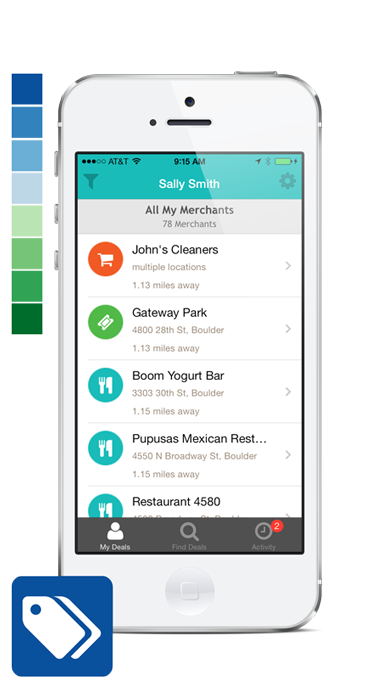 AT&T 9:15 AM
Sally Smith
All My Merchants
78 Merchants
John's Cleaners
multiple locations
1.13 miles away
Gateway Park
4800 28th St, Boulder
1.13 miles away
Boom Yogurt Bar
3303 30th St, Boulder
1.15 miles away
Pupusas Mexican Rest...
4550 N Broadway St, Boulder
1.15 miles away
Restaurant 4580
2
My Deals Find Deals Activity